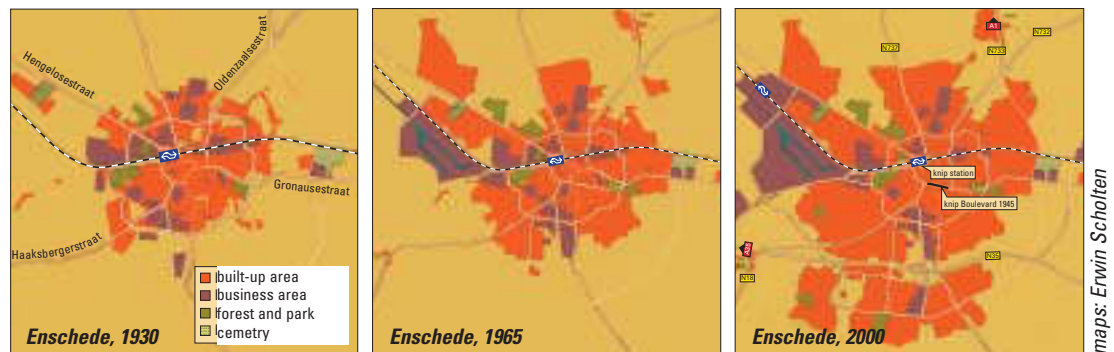 Hengelosestraat
Oldenzaalsestraat
Gronausestraat
Haaksbergerstraat
built-up area
business area
forest and park
cemetry
Enschede, 1930
Enschede, 1965
A1
N732
N737
N733
knip station
knip Boulevard 1945
A35
N18
N35
Enschede, 2000
maps: Erwin Scholten